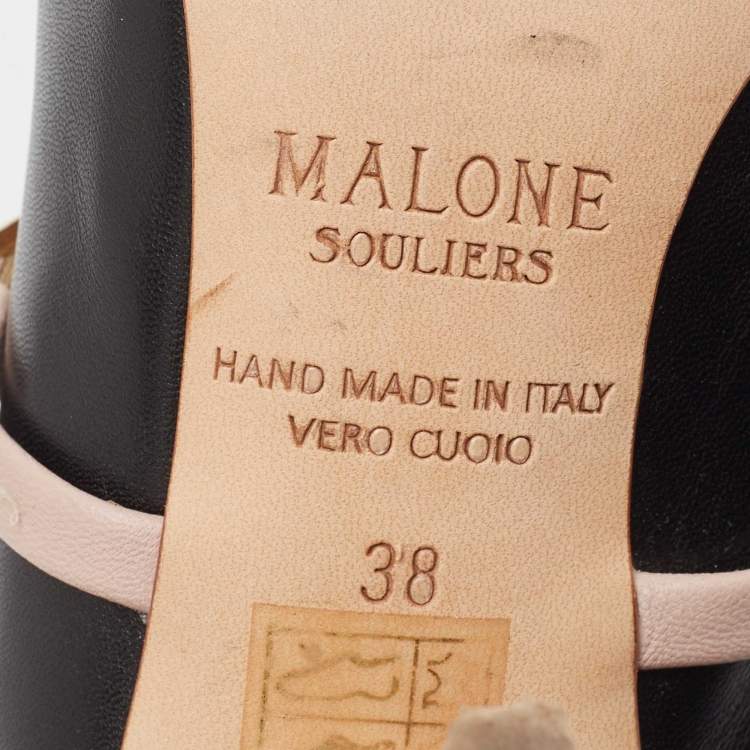 MALONE
SOULIERS
HAND MADE IN ITALY
VERO CUOIO
38